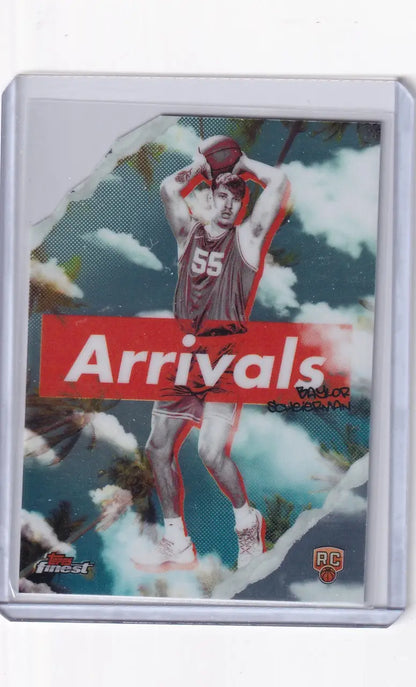 55
Arrivals
BAYLOR
SCHEIERMAN
Topps
finest
RC